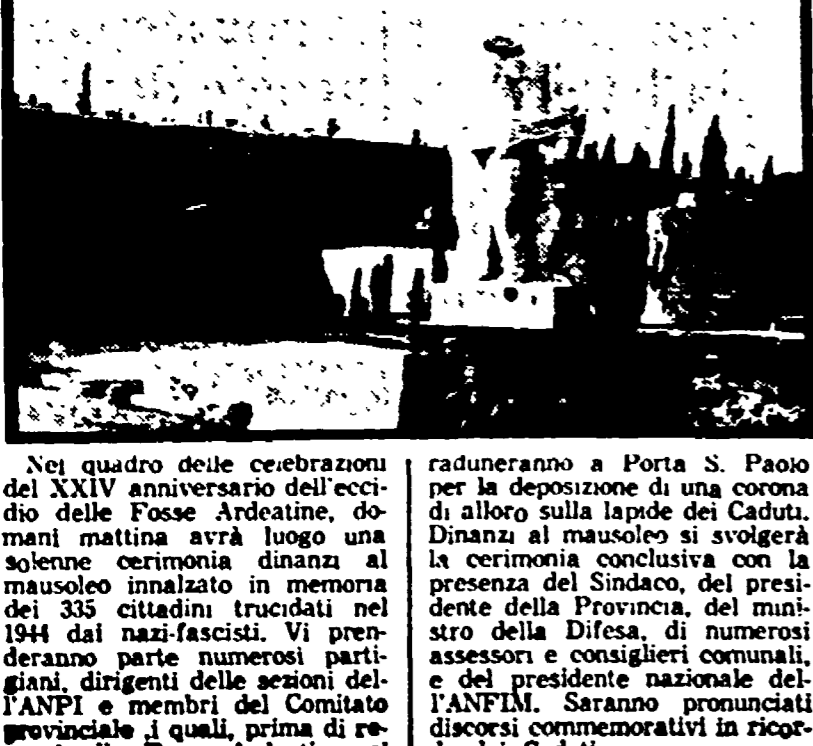 Nel quadro delle celebrazioni
del XXIV anniversario dell'ecci-
dio delle Fosse Ardeatine, do-
mani mattina avrà luogo una
solenne cerimonia dinanzi al
mausoleo innalzato in memoria
dei 335 cittadini trucidati nel
1944 dai nazi-fascisti. Vi pren-
deranno parte numerosi parti-
giani, dirigenti delle sezioni del-
l'ANPI e membri del Comitato
provinciale ,i quali, prima di re-
raduneranno a Porta S. Paolo
per la deposizione di una corona
di alloro sulla lapide dei Caduti.
Dinanzi al mausoleo si svolgerà
la cerimonia conclusiva con la
presenza del Sindaco, del presi-
dente della Provincia, del mini-
stro della Difesa, di numerosi
assessori e consiglieri comunali,
e del presidente nazionale del-
l'ANFIM. Saranno pronunciati
discorsi commemorativi in ricor-